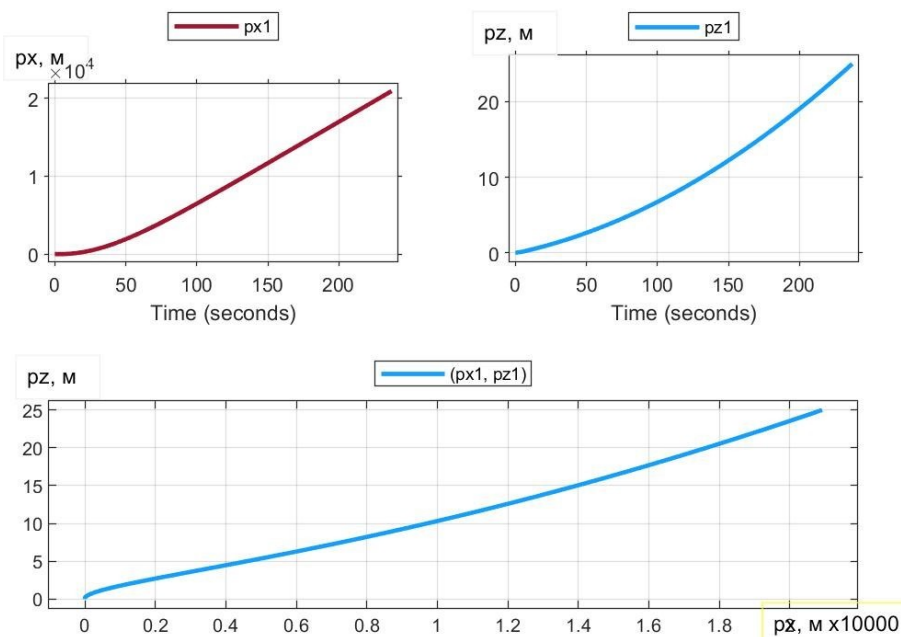 px1
px, м
×10⁴
2
1
0
0 50 100 150 200
Time (seconds)
pz1
pz, м
20
10
0
0 50 100 150 200
Time (seconds)
(px1, pz1)
pz, м
25
20
15
10
5
0
0 0.2 0.4 0.6 0.8 1 1.2 1.4 1.6 1.8
м x10000